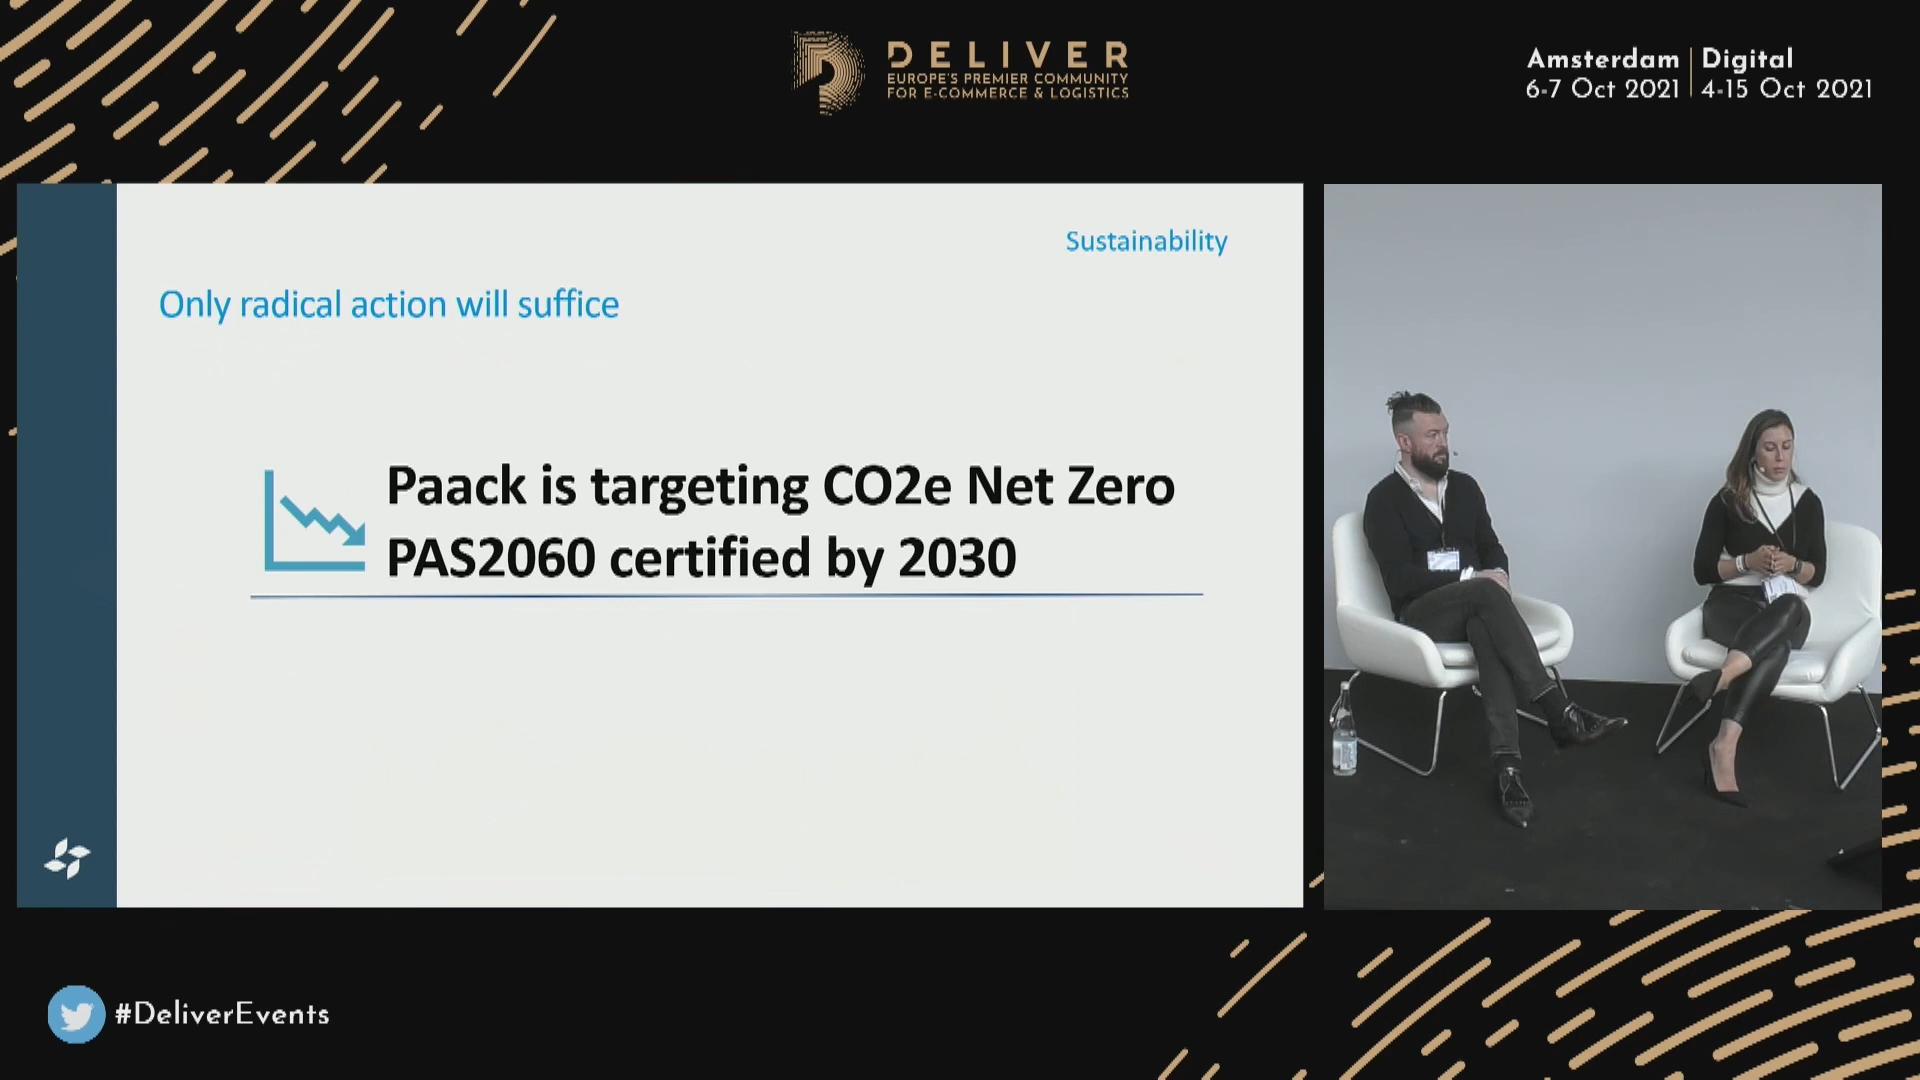 DELIVER
EUROPE'S PREMIER COMMUNITY
FOR E-COMMERCE & LOGISTICS
Amsterdam | Digital
6-7 Oct 2021 | 4-15 Oct 2021
Sustainability
Only radical action will suffice
Paack is targeting CO2e Net Zero
PAS2060 certified by 2030
#DeliverEvents